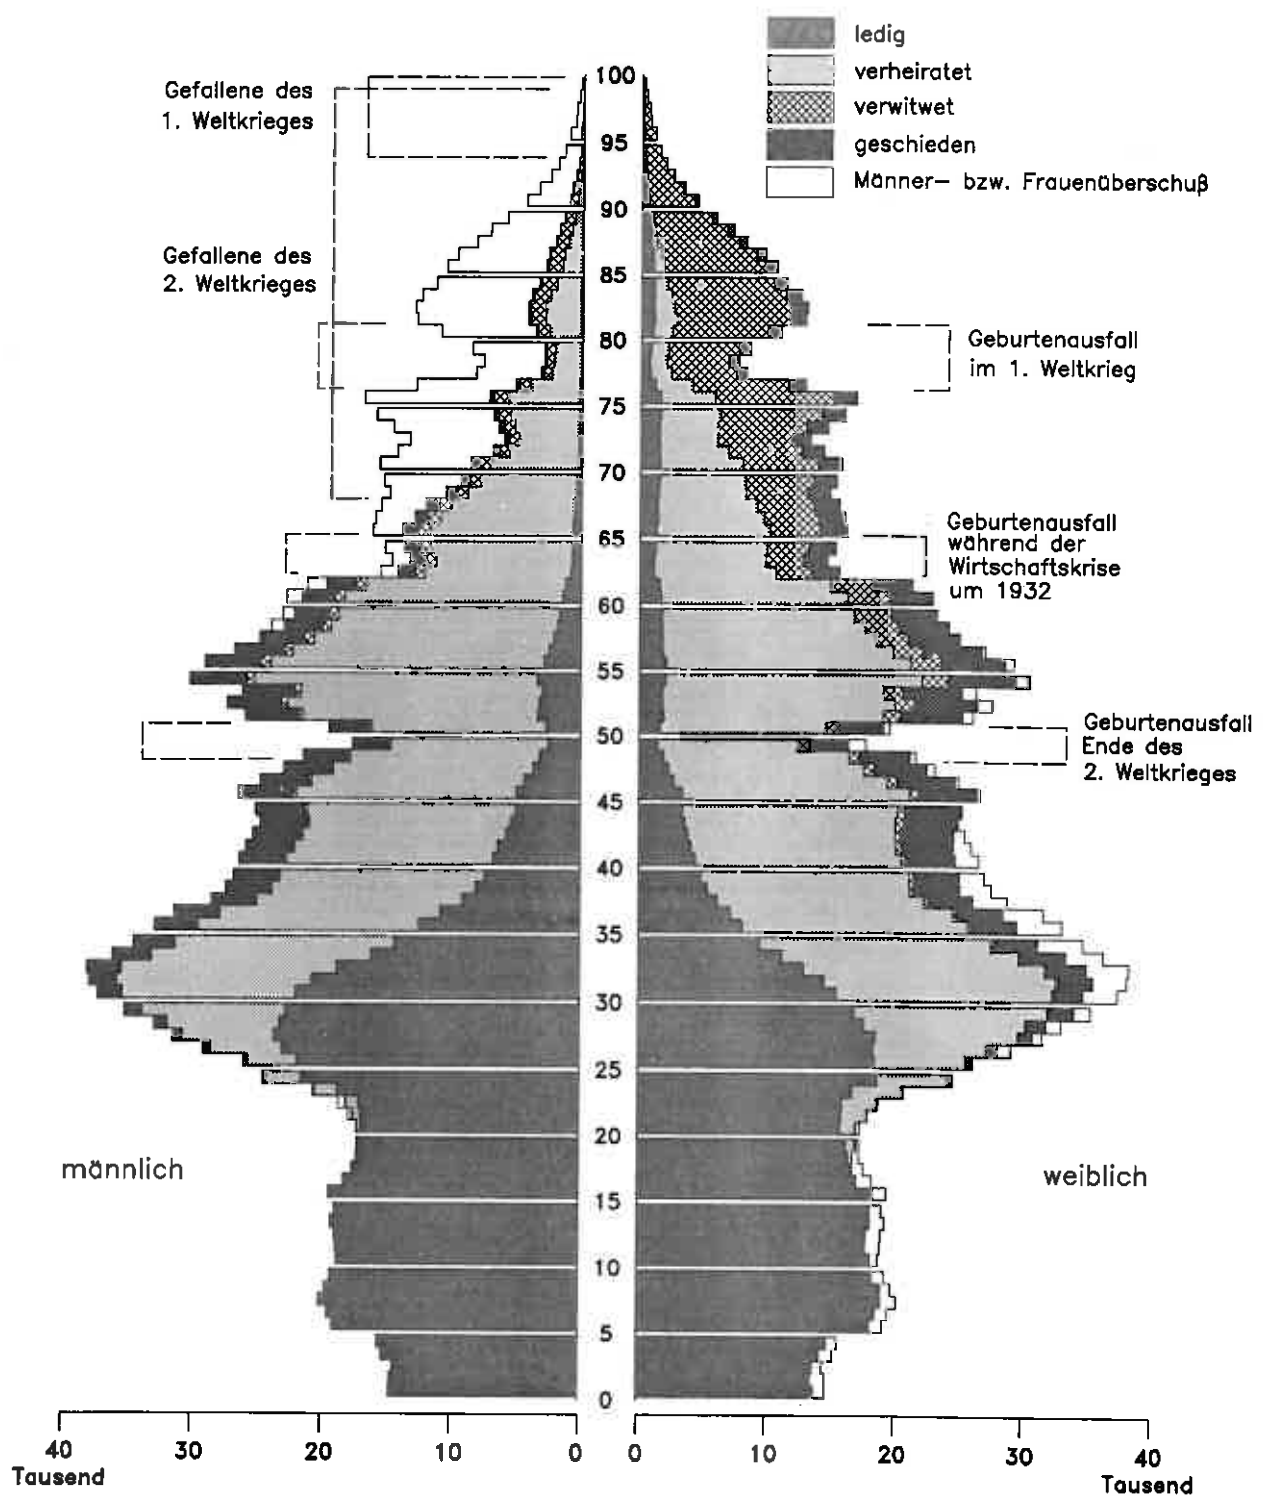 ledig
verheiratet
verwitwet
geschieden
Männer- bzw. Frauenüberschuß
Gefallene des
1. Weltkrieges
Gefallene des
2. Weltkrieges
Geburtenausfall
im 1. Weltkrieg
Geburtenausfall
während der
Wirtschaftskrise
um 1932
Geburtenausfall
Ende des
2. Weltkrieges
100
95
90
85
80
75
70
65
60
55
50
45
40
35
30
25
20
15
10
5
0
männlich
weiblich
40 30 20 10 0 0 10 20 30 40
Tausend Tausend